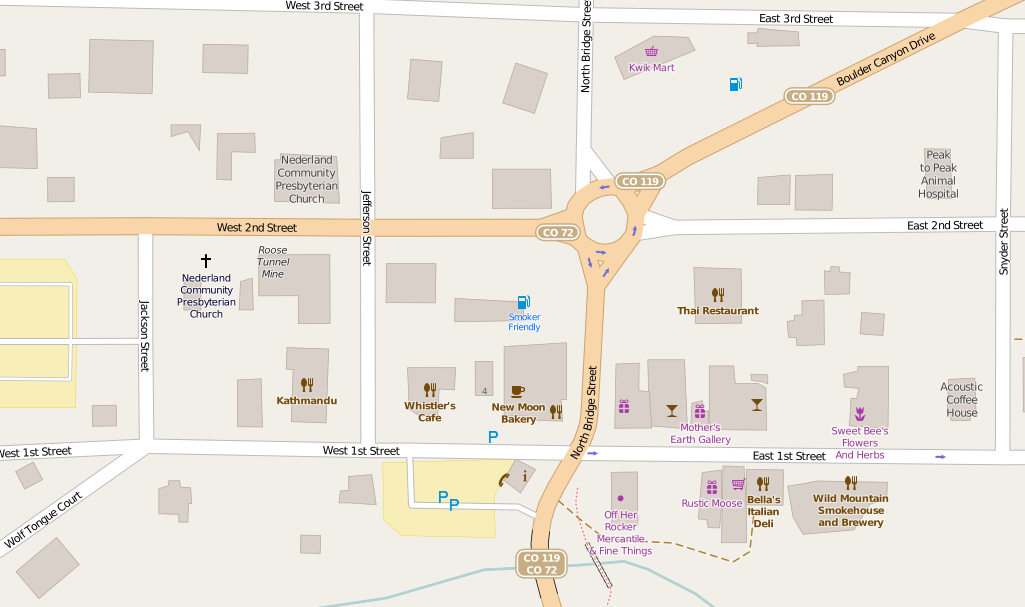 West 3rd Street
East 3rd Street
North Bridge Street
Kwik Mart
Boulder Canyon Drive
CO 119
Nederland
Community
Presbyterian
Church
Peak
to Peak
Animal
Hospital
CO 119
Jefferson Street
West 2nd Street
CO 72
East 2nd Street
Snyder Street
Roose
Tunnel
Mine
Nederland
Community
Presbyterian
Church
Jackson Street
Smoker
Friendly
Thai Restaurant
Kathmandu
Whistler's
Cafe
4
New Moon
Bakery
North Bridge Street
Mother's
Earth Gallery
Sweet Bee's
Flowers
And Herbs
Acoustic
Coffee
House
P
West 1st Street
West 1st Street
East 1st Street
Wolf Tongue Court
P
P
i
Off Her
Rocker
Mercantile
& Fine Things
Rustic Moose
Bella's
Italian
Deli
Wild Mountain
Smokehouse
and Brewery
CO 119
CO 72